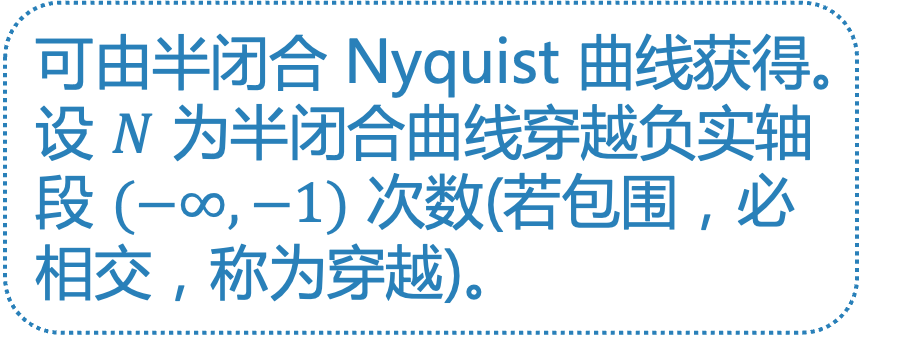 可由半闭合 Nyquist 曲线获得。
设 N 为半闭合曲线穿越负实轴
段 (−∞, −1) 次数(若包围，必
相交，称为穿越)。